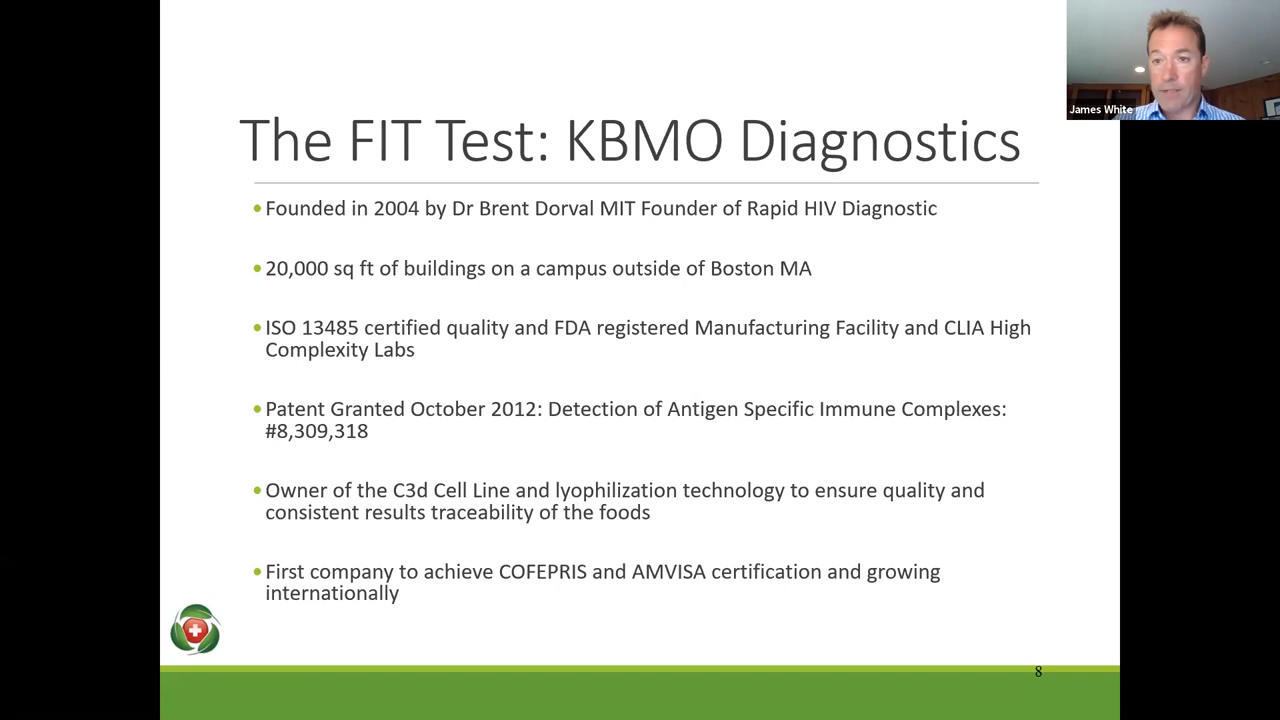 James White
The FIT Test: KBMO Diagnostics
•Founded in 2004 by Dr Brent Dorval MIT Founder of Rapid HIV Diagnostic
•20,000 sq ft of buildings on a campus outside of Boston MA
•ISO 13485 certified quality and FDA registered Manufacturing Facility and CLIA High
Complexity Labs
•Patent Granted October 2012: Detection of Antigen Specific Immune Complexes:
#8,309,318
•Owner of the C3d Cell Line and lyophilization technology to ensure quality and
consistent results traceability of the foods
•First company to achieve COFEPRIS and AMVISA certification and growing
internationally
8